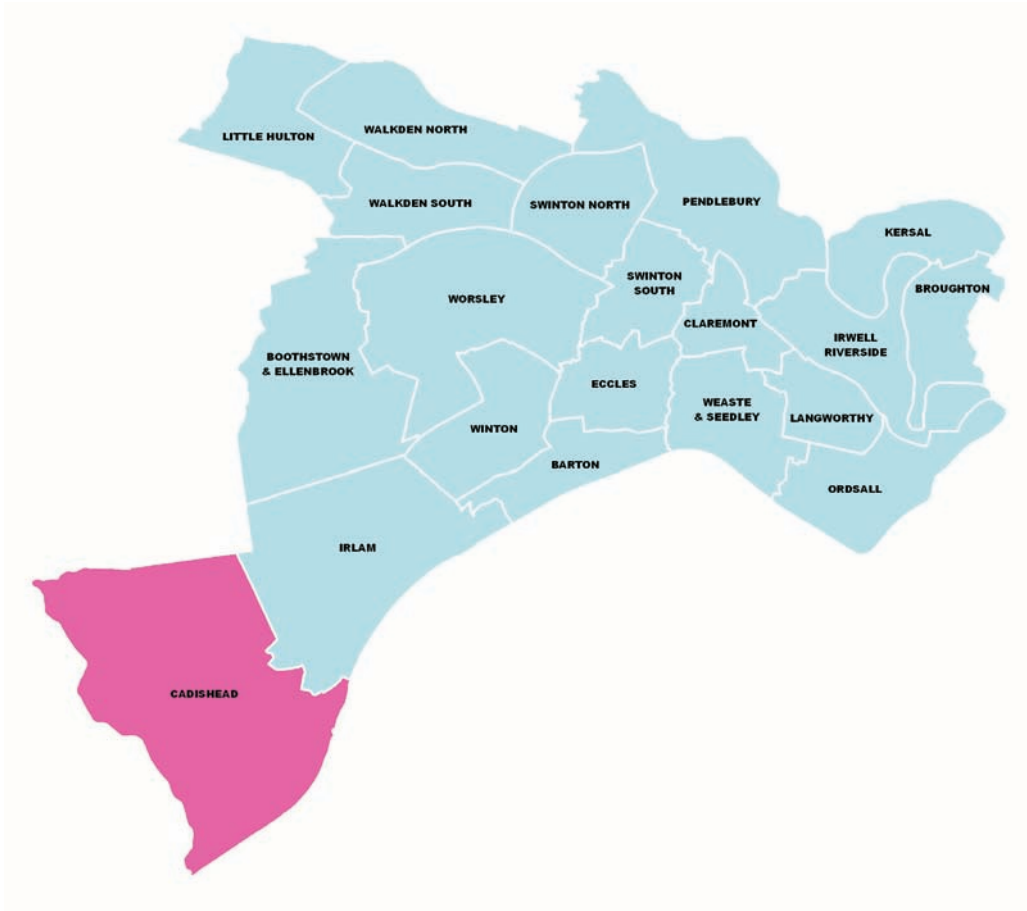 LITTLE HULTON
WALKDEN NORTH
WALKDEN SOUTH
SWINTON NORTH
PENDLEBURY
KERSAL
BROUGHTON
SWINTON
SOUTH
WORSLEY
CLAREMONT
IRWELL
RIVERSIDE
BOOTHSTOWN
& ELLENBROOK
ECCLES
WEASTE
& SEEDLEY
LANGWORTHY
WINTON
BARTON
ORDSALL
IRLAM
CADISHEAD